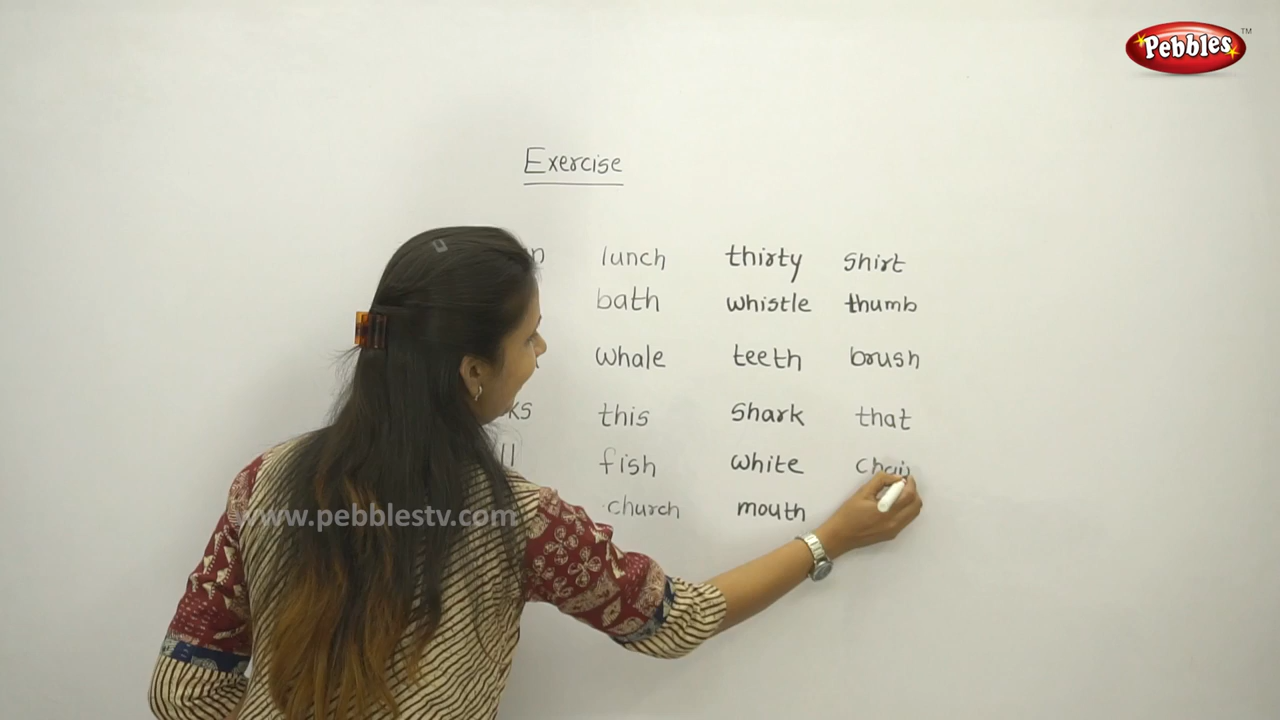 Pebbles™
Exercise
lunch thirty shirt
bath whistle thumb
whale teeth brush
this shark that
fish white
church mouth
www.pebblestv.com